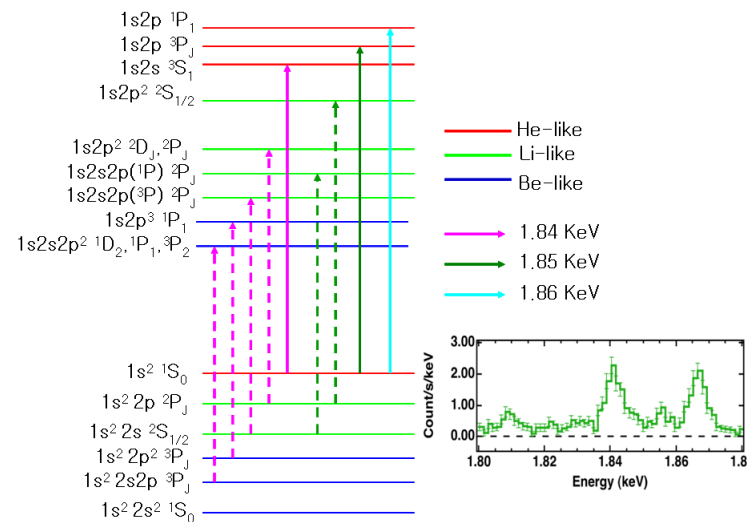 1s2p ¹P₁
1s2p ³P_J
1s2s ³S₁
1s2p² ²S₁/₂
1s2p² ²D_J,²P_J
1s2s2p(¹P) ²P_J
1s2s2p(³P) ²P_J
1s2p³ ¹P₁
1s2s2p² ¹D₂,¹P₁,³P₂
1s² ¹S₀
1s² 2p ²P_J
1s² 2s ²S₁/₂
1s² 2p² ³P_J
1s² 2s2p ³P_J
1s² 2s² ¹S₀
He-like
Li-like
Be-like
1.84 KeV
1.85 KeV
1.86 KeV
Count/s/keV
3.00
2.00
1.00
0.00
1.80 1.82 1.84 1.86 1.8
Energy (keV)